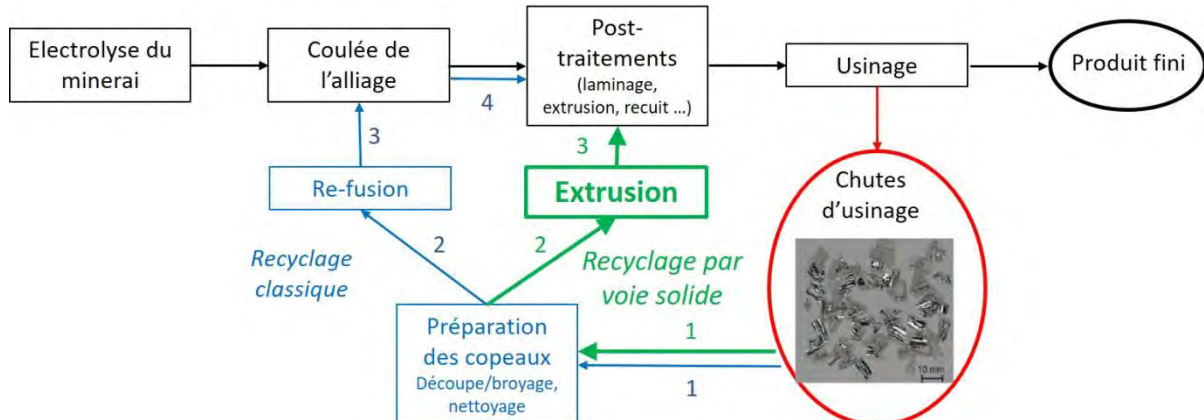 Electrolyse du
minerai
Coulée de
l'alliage
Post-
traitements
(laminage,
extrusion, recuit ...)
Usinage
Produit fini
4
3
3
Re-fusion
Extrusion
Chutes
d'usinage
2
2
Recyclage
classique
Recyclage par
voie solide
Préparation
des copeaux
Découpe/broyage,
nettoyage
1
1
10 mm